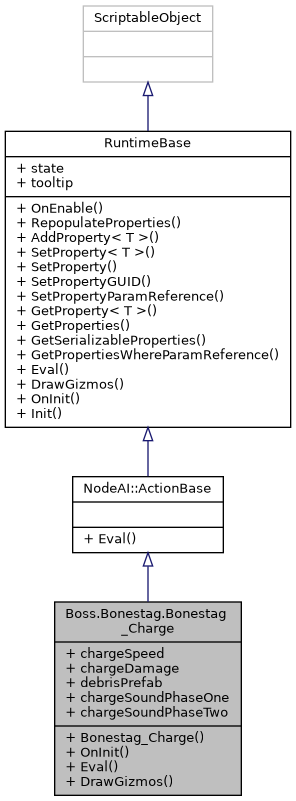 ScriptableObject
RuntimeBase
+ state
+ tooltip
+ OnEnable()
+ RepopulateProperties()
+ AddProperty< T >()
+ SetProperty< T >()
+ SetProperty()
+ SetPropertyGUID()
+ SetPropertyParamReference()
+ GetProperty< T >()
+ GetProperties()
+ GetSerializableProperties()
+ GetPropertiesWhereParamReference()
+ Eval()
+ DrawGizmos()
+ OnInit()
+ Init()
NodeAI::ActionBase
+ Eval()
Boss.Bonestag.Bonestag
_Charge
+ chargeSpeed
+ chargeDamage
+ debrisPrefab
+ chargeSoundPhaseOne
+ chargeSoundPhaseTwo
+ Bonestag_Charge()
+ OnInit()
+ Eval()
+ DrawGizmos()